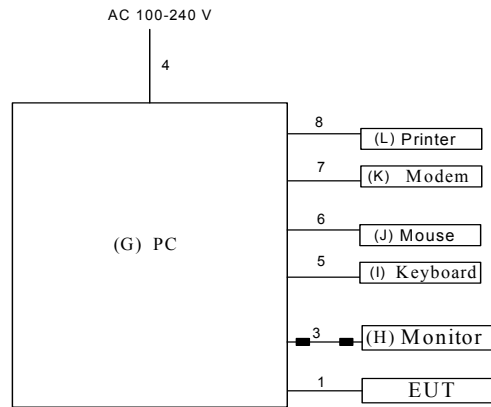 AC 100-240 V
4
8
(L) Printer
7
(K) Modem
6
(J) Mouse
(G) PC
5
(I) Keyboard
3
(H) Monitor
1
EUT